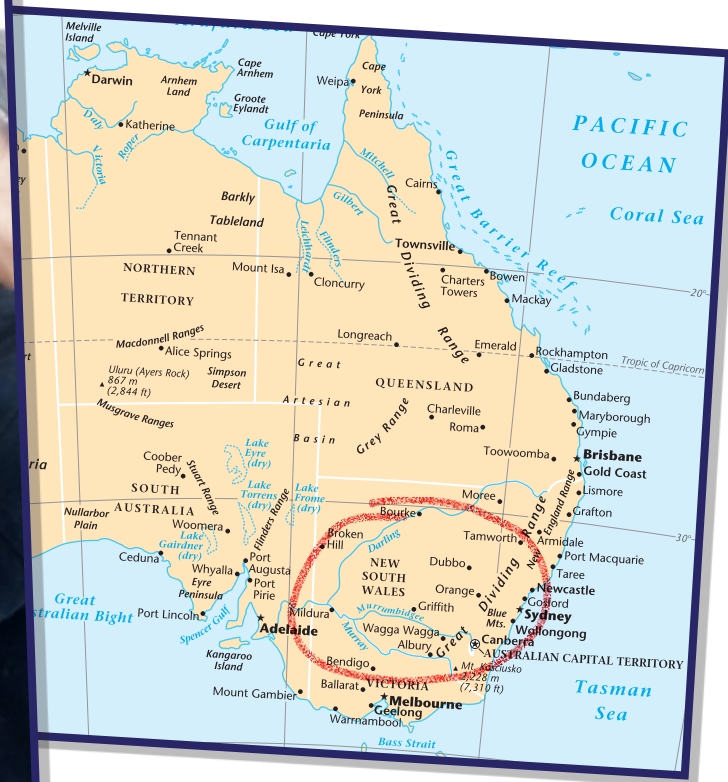 Melville
Island
Cape York
Darwin
Arnhem
Land
Cape
Arnhem
Groote
Eylandt
Weipa
Cape
York
Peninsula
Daly
Katherine
Roper
Victoria
Gulf of
Carpentaria
PACIFIC
OCEAN
Coral Sea
Great Barrier Reef
Mitchell
Gilbert
Cairns
Barkly
Tableland
Leichhardt
Flinders
Great
Dividing
Range
Tennant
Creek
Townsville
NORTHERN
TERRITORY
Mount Isa
Cloncurry
Charters
Towers
Bowen
Mackay
20°
Macdonnell Ranges
Alice Springs
Longreach
Emerald
Rockhampton
Tropic of Capricorn
Gladstone
Uluru (Ayers Rock)
867 m
(2,844 ft)
Simpson
Desert
Great
Artesian
Basin
QUEENSLAND
Musgrave Ranges
Grey Range
Charleville
Roma
Bundaberg
Maryborough
Gympie
Toowoomba
Brisbane
Gold Coast
Lake
Eyre
(dry)
Coober
Pedy
Stuart Range
SOUTH
AUSTRALIA
Lake
Torrens
(dry)
Lake
Frome
(dry)
Flinders Range
Moree
Lismore
Grafton
New England Range
Nullarbor
Plain
Woomera
Lake
Gairdner
(dry)
Bourke
Broken
Hill
Darling
Tamworth
Armidale
30°
Port Macquarie
Taree
Ceduna
Whyalla
Port
Augusta
Port
Pirie
Eyre
Peninsula
NEW
SOUTH
WALES
Dubbo
Orange
Great Dividing Range
Newcastle
Gosford
Blue
Mts.
Sydney
Wollongong
Great
stralian Bight
Port Lincoln
Spencer Gulf
Adelaide
Mildura
Murrumbidgee
Griffith
Murray
Wagga Wagga
Albury
Canberra
AUSTRALIAN CAPITAL TERRITORY
Kangaroo
Island
Bendigo
Mt. Kosciusko
2,228 m
(7,310 ft)
Mount Gambier
Ballarat
VICTORIA
Melbourne
Geelong
Warrnambool
Bass Strait
Tasman
Sea